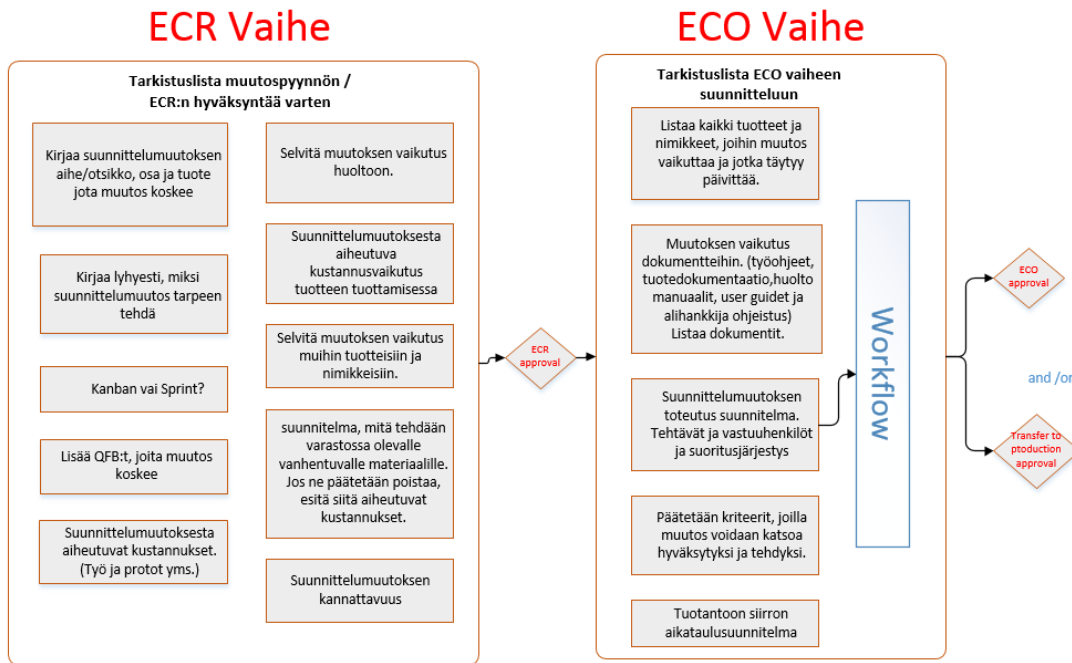 ECR Vaihe
Tarkistuslista muutospyynnön /
ECR:n hyväksyntää varten
Kirjaa suunnittelumuutoksen
aihe/otsikko, osa ja tuote
jota muutos koskee
Kirjaa lyhyesti, miksi
suunnittelumuutos tarpeen
tehdä
Kanban vai Sprint?
Lisää QFB:t, joita muutos
koskee
Suunnittelumuutoksesta
aiheutuvat kustannukset.
(Työ ja protot yms.)
Selvitä muutoksen vaikutus
huoltoon.
Suunnittelumuutoksesta
aiheutuva
kustannusvaikutus
tuotteen tuottamisessa
Selvitä muutoksen vaikutus
muihin tuotteisiin ja
nimikkeisiin.
suunnitelma, mitä tehdään
varastossa olevalle
vanhentuvalle materiaalille.
Jos ne päätetään poistaa,
esitä siitä aiheutuvat
kustannukset.
Suunnittelumuutoksen
kannattavuus
ECR
approval
ECO Vaihe
Tarkistuslista ECO vaiheen
suunnitteluun
Listaa kaikki tuotteet ja
nimikkeet, joihin muutos
vaikuttaa ja jotka täytyy
päivittää.
Muutoksen vaikutus
dokumentteihin. (työohjeet,
tuotedokumentaatio,huolto
manuaalit, user guidet ja
alihankkija ohjeistus)
Listaa dokumentit.
Suunnittelumuutoksen
toteutus suunnitelma.
Tehtävät ja vastuuhenkilöt
ja suoritusjärjestys
Päätetään kriteerit, joilla
muutos voidaan katsoa
hyväksytyksi ja tehdyksi.
Tuotantoon siirron
aikataulusuunnitelma
Workflow
ECO
approval
and /or
Transfer to
ptoduction
approval